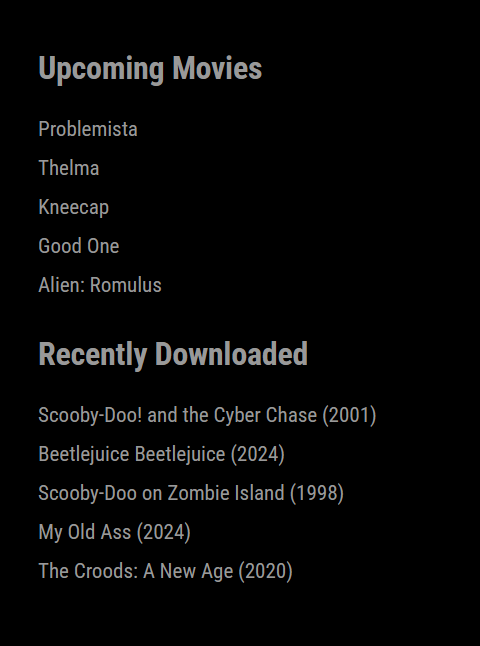 Upcoming Movies
Problemista
Thelma
Kneecap
Good One
Alien: Romulus
Recently Downloaded
Scooby-Doo! and the Cyber Chase (2001)
Beetlejuice Beetlejuice (2024)
Scooby-Doo on Zombie Island (1998)
My Old Ass (2024)
The Croods: A New Age (2020)